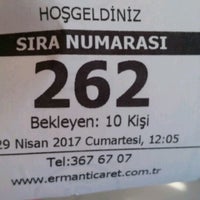 HOŞGELDİNİZ
SIRA NUMARASI
262
Bekleyen: 10 Kişi
29 Nisan 2017 Cumartesi, 12:05
Tel:367 67 07
www.ermanticaret.com.tr